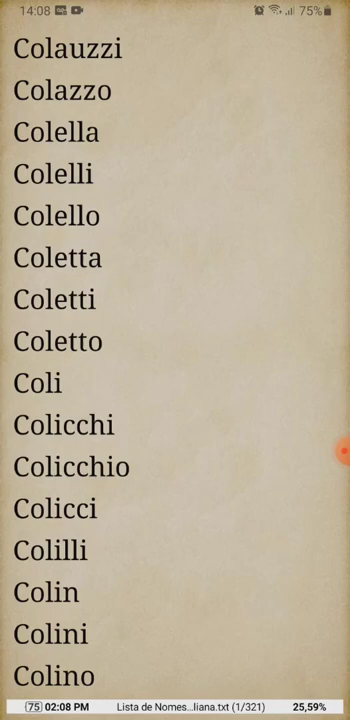 14:08 75%
Colauzzi
Colazzo
Colella
Colelli
Colello
Coletta
Coletti
Coletto
Coli
Colicchi
Colicchio
Colicci
Colilli
Colin
Colini
Colino
75 02:08 PM Lista de Nomes...liana.txt (1/321) 25,59%